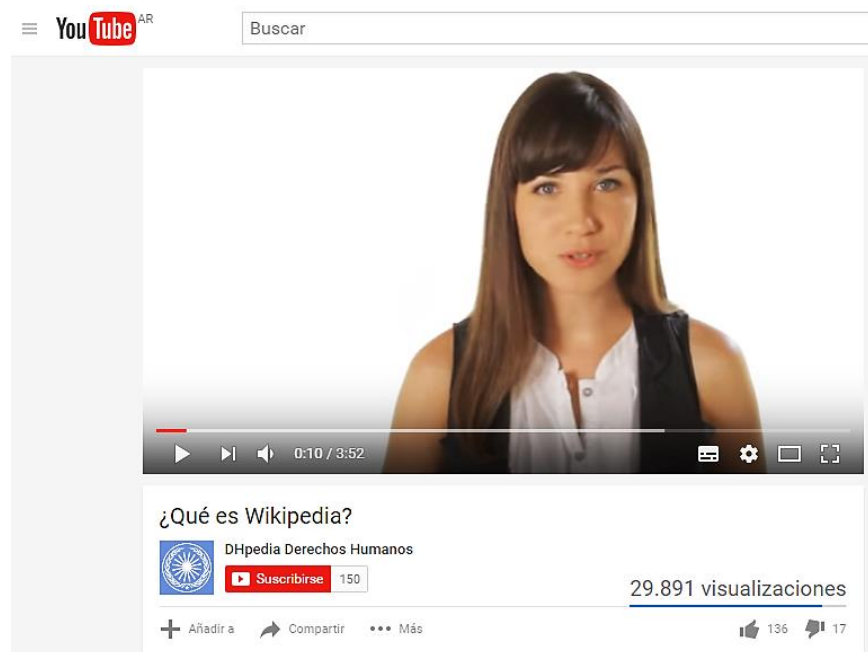 YouTube AR
Buscar
0:10 / 3:52
¿Qué es Wikipedia?
DHpedia Derechos Humanos
Suscribirse 150
29.891 visualizaciones
Añadir a Compartir Más 136 17